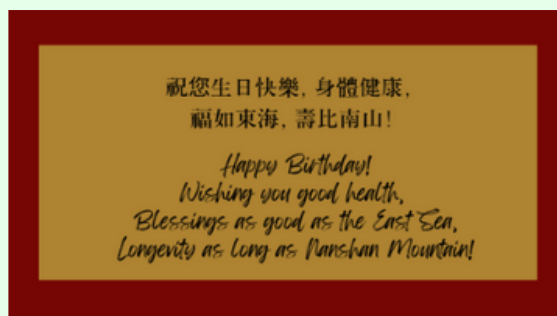 祝您生日快樂, 身體健康,
福如東海, 壽比南山!
Happy Birthday!
Wishing you good health,
Blessings as good as the East Sea,
Longevity as long as Nanshan Mountain!